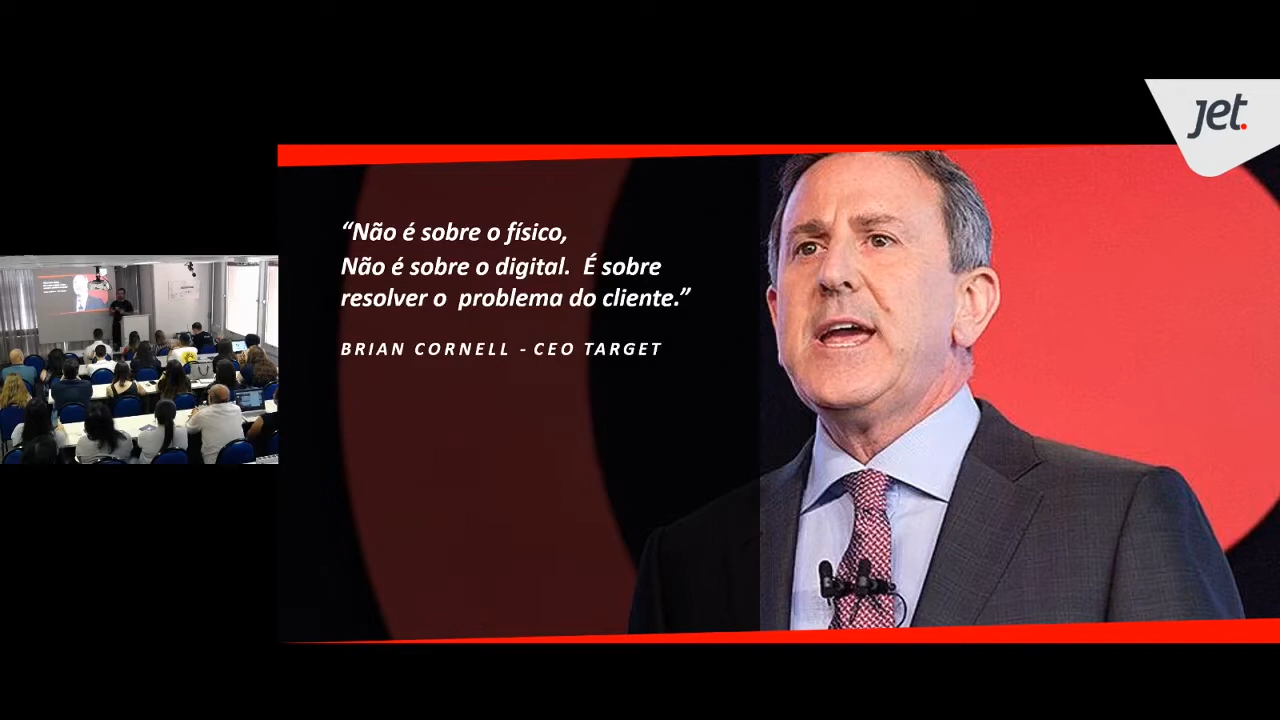 jet.
“Não é sobre o físico,
Não é sobre o digital. É sobre
resolver o problema do cliente.”
BRIAN CORNELL - CEO TARGET